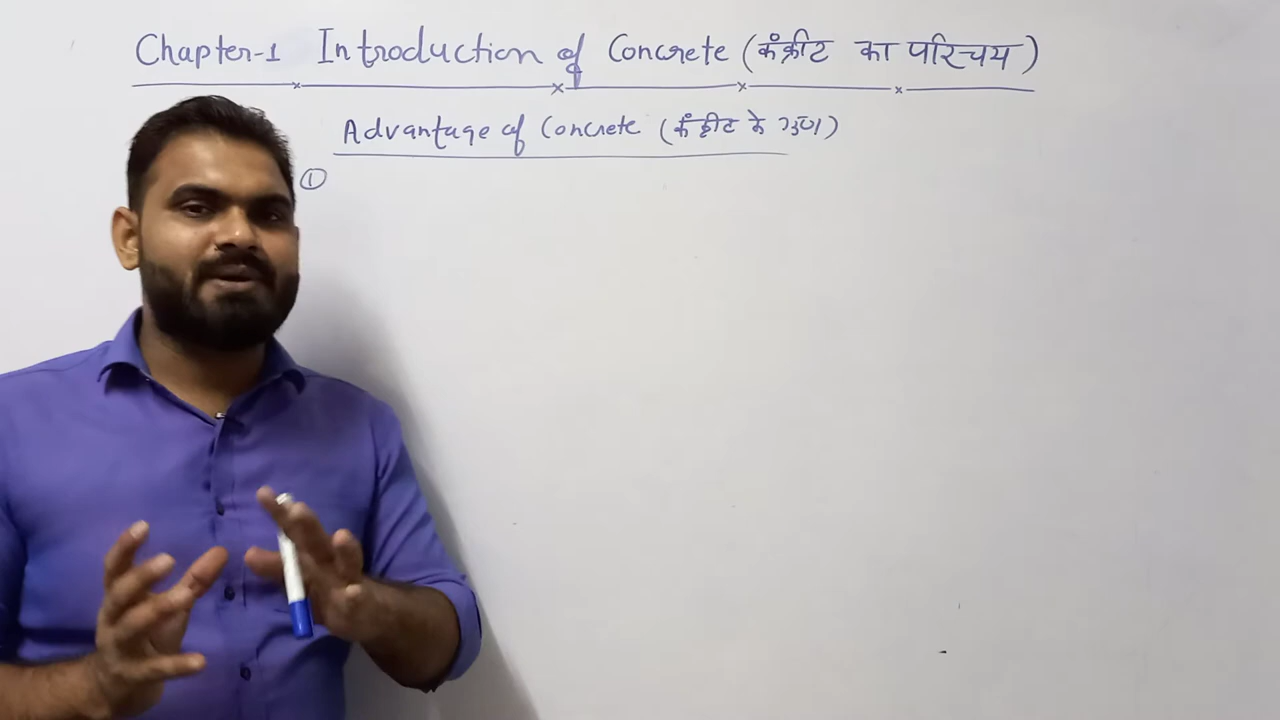 Chapter-1 Introduction of Concrete (कंक्रीट का परिचय)
Advantage of Concrete (कंक्रीट के गुण)
①